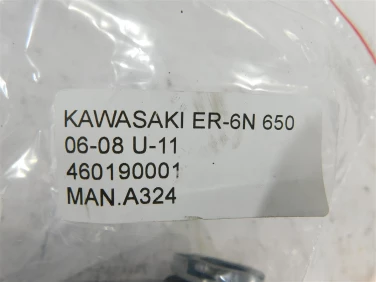 KAWASAKI ER-6N 650
06-08 U-11
460190001
MAN.A324